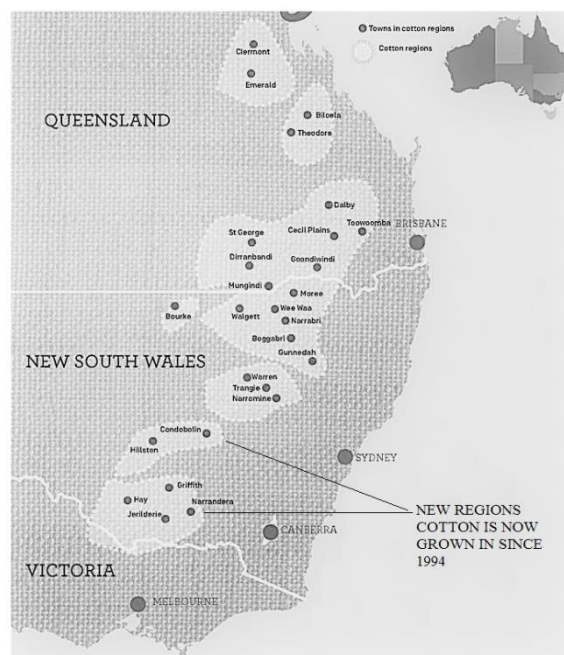 Towns in cotton regions
Cotton regions
Clermont
Emerald
QUEENSLAND
Biloela
Theodore
Dalby
Toowoomba
BRISBANE
St George
Cecil Plains
Dirranbandi
Goondiwindi
Mungindi
Moree
Bourke
Walgett
Wee Waa
Narrabri
Boggabri
NEW SOUTH WALES
Gunnedah
Warren
Trangie
Narromine
Condobolin
Hillston
SYDNEY
Griffith
Hay
Narrandera
Jerilderie
NEW REGIONS
COTTON IS NOW
GROWN IN SINCE
1994
CANBERRA
VICTORIA
MELBOURNE